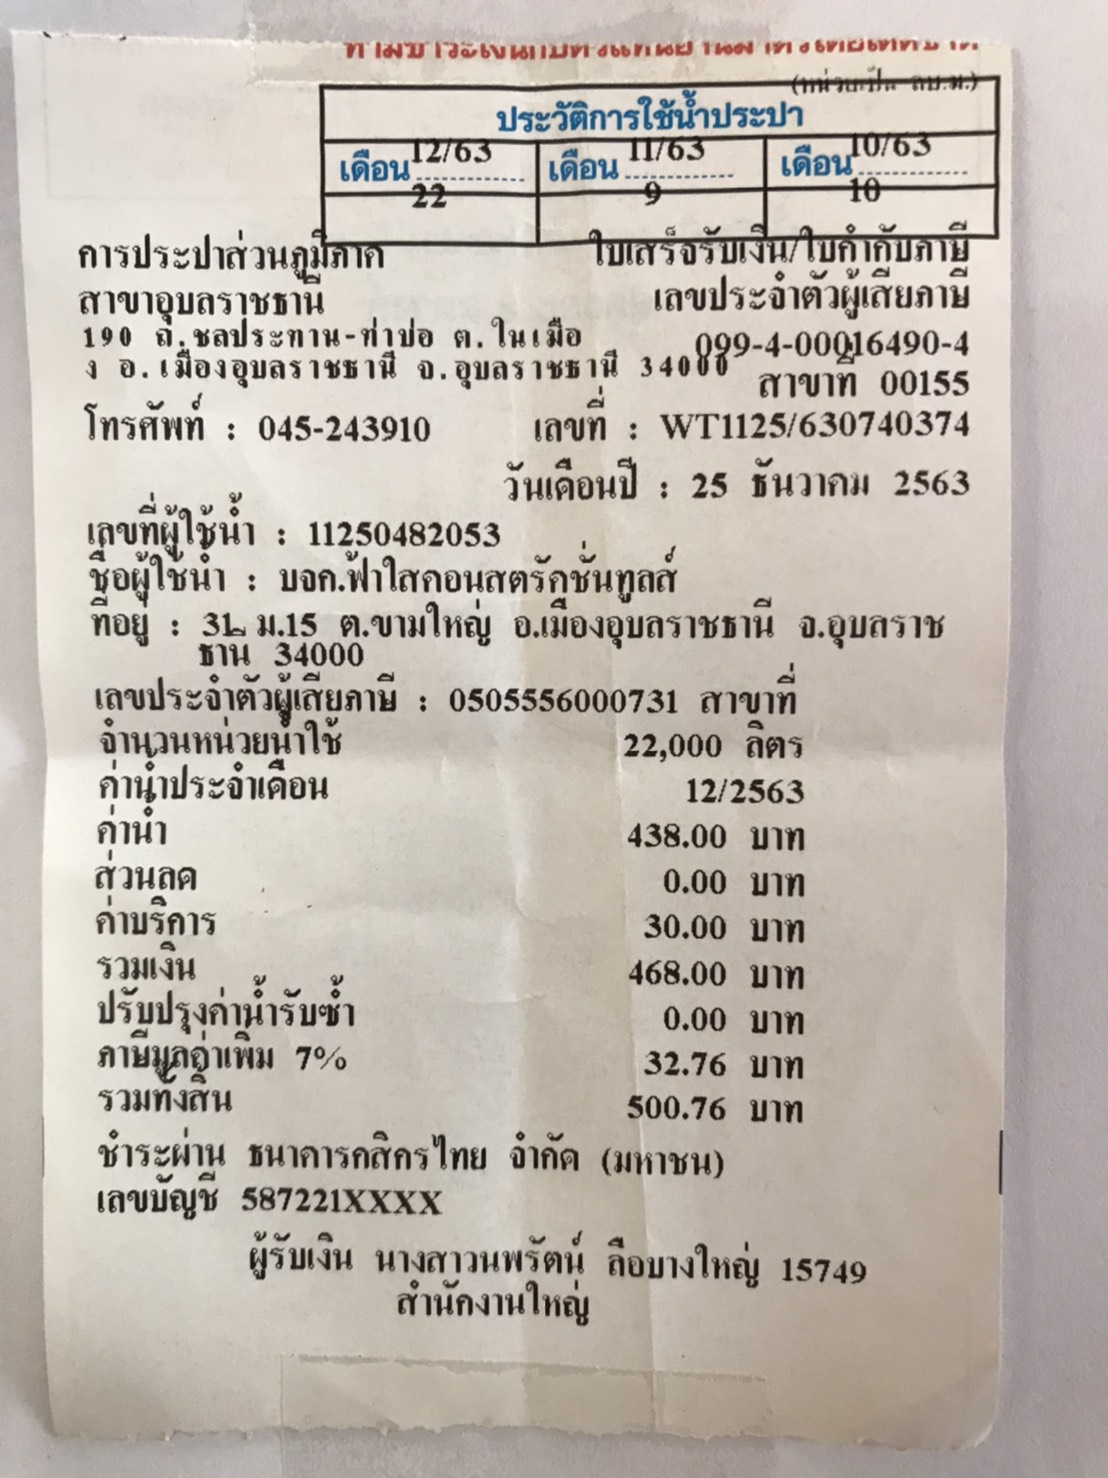 (หน่วยเป็น ลบ.ม.)
ประวัติการใช้น้ำประปา
เดือน 12/63 เดือน 11/63 เดือน 10/63
22 9 10
การประปาส่วนภูมิภาค ใบเสร็จรับเงิน/ใบกำกับภาษี
สาขาอุบลราชธานี เลขประจำตัวผู้เสียภาษี
190 ถ.ชลประทาน-ท่าบ่อ ต.ในเมือ 099-4-00016490-4
ง อ.เมืองอุบลราชธานี จ.อุบลราชธานี 34000 สาขาที่ 00155
โทรศัพท์ : 045-243910 เลขที่ : WT1125/630740374
วันเดือนปี : 25 ธันวาคม 2563
เลขที่ผู้ใช้น้ำ : 11250482053
ชื่อผู้ใช้น้ำ : บจค.ฟ้าใสคอนสตรัคชั่นทูลส์
ที่อยู่ : ม.15 ต.ขามใหญ่ อ.เมืองอุบลราชธานี จ.อุบลราช
ธาน 34000
เลขประจำตัวผู้เสียภาษี : 0505556000731 สาขาที่
จำนวนหน่วยน้ำใช้ 22,000 ลิตร
ค่าน้ำประจำเดือน 12/2563
ค่าน้ำ 438.00 บาท
ส่วนลด 0.00 บาท
ค่าบริการ 30.00 บาท
รวมเงิน 468.00 บาท
ปรับปรุงค่าน้ำรับซ้ำ 0.00 บาท
ภาษีมูลค่าเพิ่ม 7% 32.76 บาท
รวมทั้งสิ้น 500.76 บาท
ชำระผ่าน ธนาคารกสิกรไทย จำกัด (มหาชน)
เลขบัญชี 587221XXXX
ผู้รับเงิน นางสาวนพรัตน์ ลือบางใหญ่ 15749
สำนักงานใหญ่